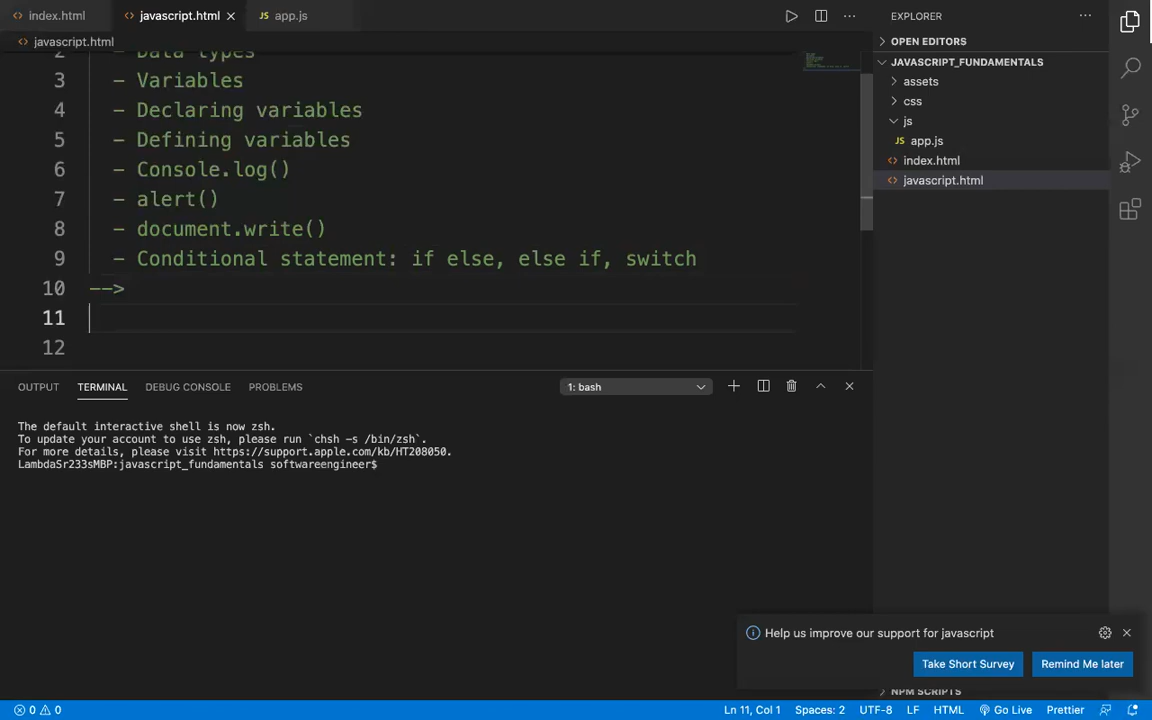 index.html
javascript.html
app.js
EXPLORER
javascript.html
OPEN EDITORS
JAVASCRIPT_FUNDAMENTALS
assets
css
js
JS app.js
index.html
javascript.html
2 - Data types
3 - Variables
4 - Declaring variables
5 - Defining variables
6 - Console.log()
7 - alert()
8 - document.write()
9 - Conditional statement: if else, else if, switch
10 -->
11
12
OUTPUT TERMINAL DEBUG CONSOLE PROBLEMS 1: bash
The default interactive shell is now zsh.
To update your account to use zsh, please run `chsh -s /bin/zsh`.
For more details, please visit https://support.apple.com/kb/HT208050.
LambdaSr233sMBP:javascript_fundamentals softwareengineer$
Help us improve our support for javascript
Take Short Survey Remind Me later
NPM SCRIPTS
0 0 Ln 11, Col 1 Spaces: 2 UTF-8 LF HTML Go Live Prettier